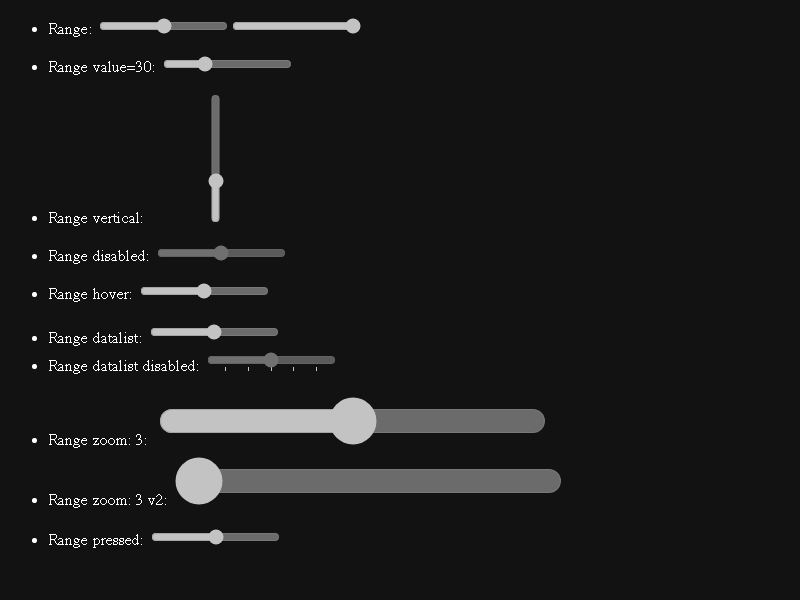 Range:
Range value=30:
Range vertical:
Range disabled:
Range hover:
Range datalist:
Range datalist disabled:
Range zoom: 3:
Range zoom: 3 v2:
Range pressed: